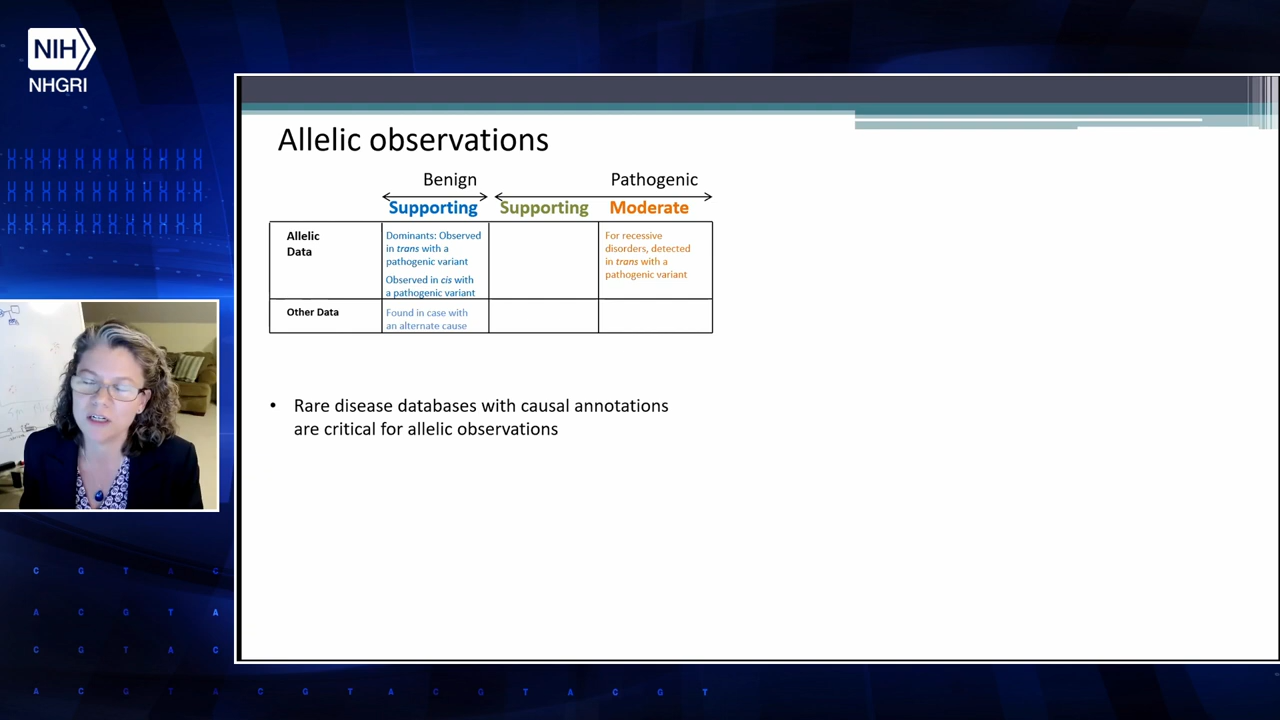 NIH
NHGRI
Allelic observations
Benign
Pathogenic
Supporting
Supporting
Moderate
Allelic
Data
Dominants: Observed
in trans with a
pathogenic variant
Observed in cis with
a pathogenic variant
For recessive
disorders, detected
in trans with a
pathogenic variant
Other Data
Found in case with
an alternate cause
• Rare disease databases with causal annotations
are critical for allelic observations
C G T A C
A C G T A
C G T A C
A C G T A C G T A C G T A C G T